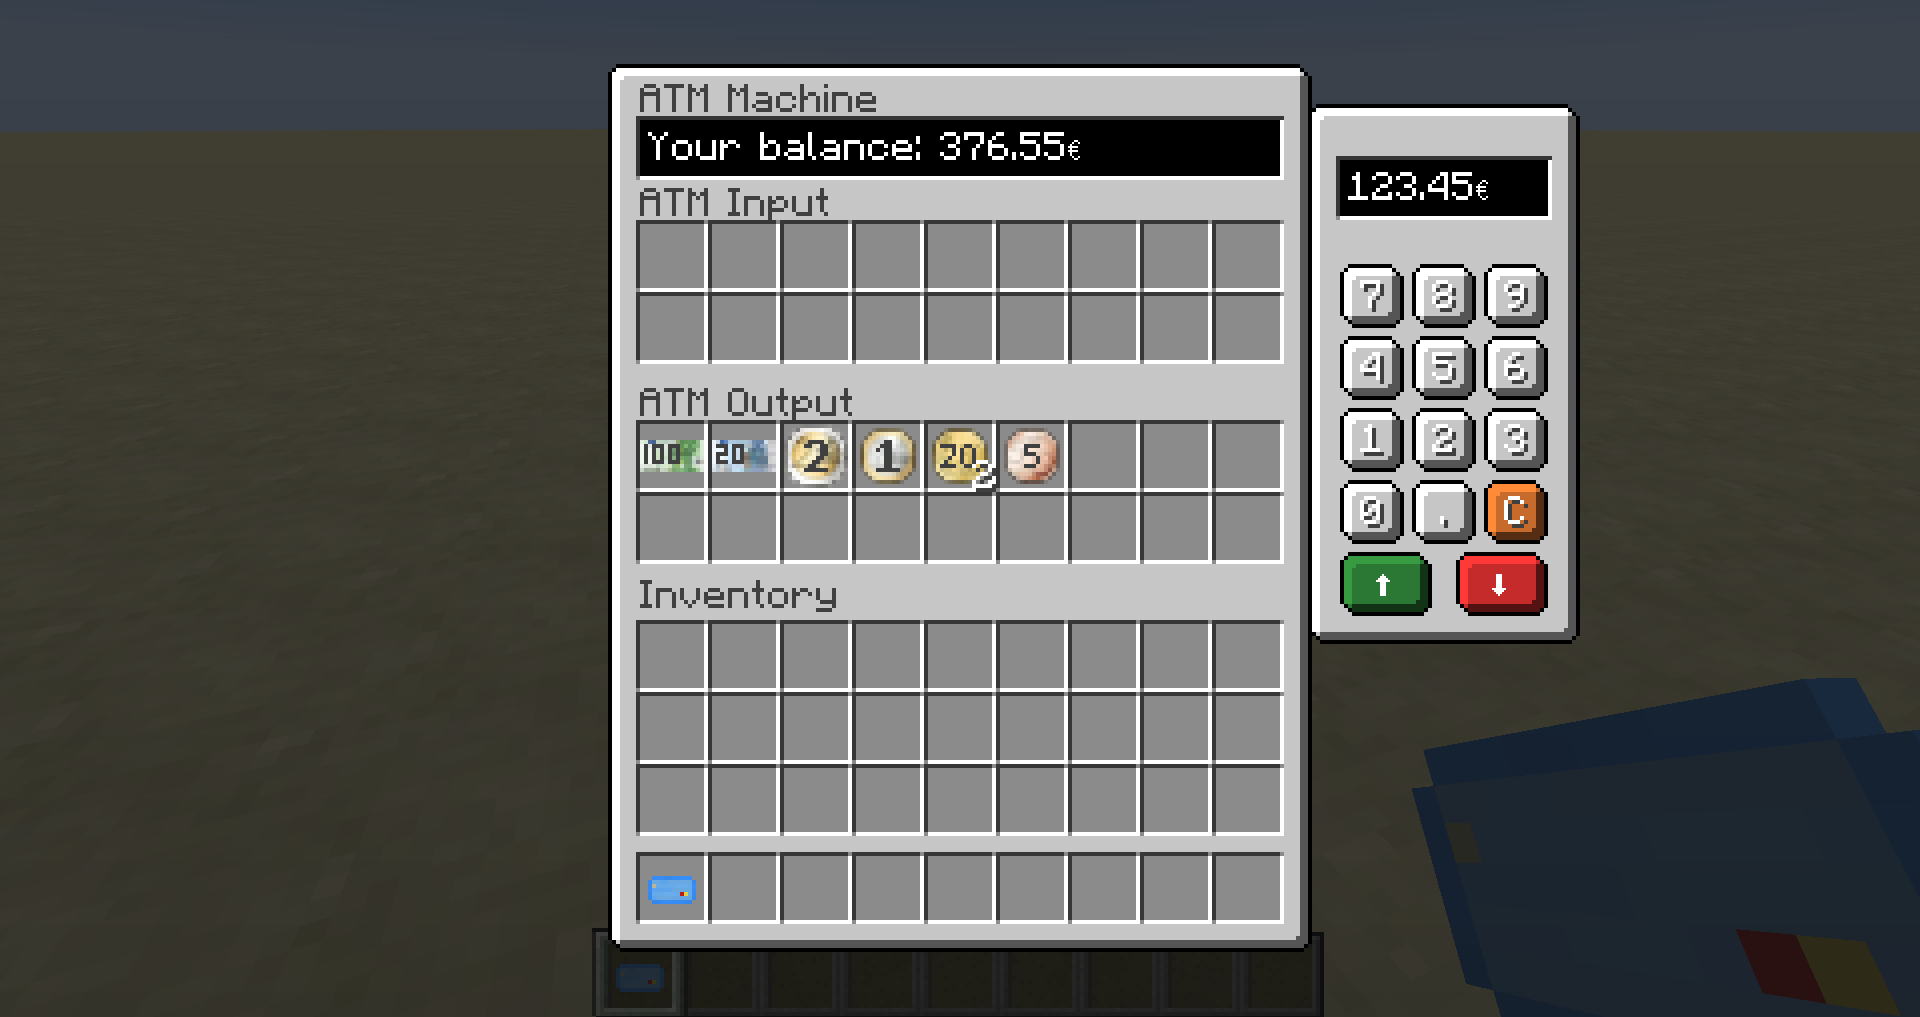 ATM Machine
Your balance: 376.55€
123.45€
ATM Input
7 8 9
4 5 6
1 2 3
0 . C
↑ ↓
ATM Output
100 20 2 1 20 2 5
Inventory